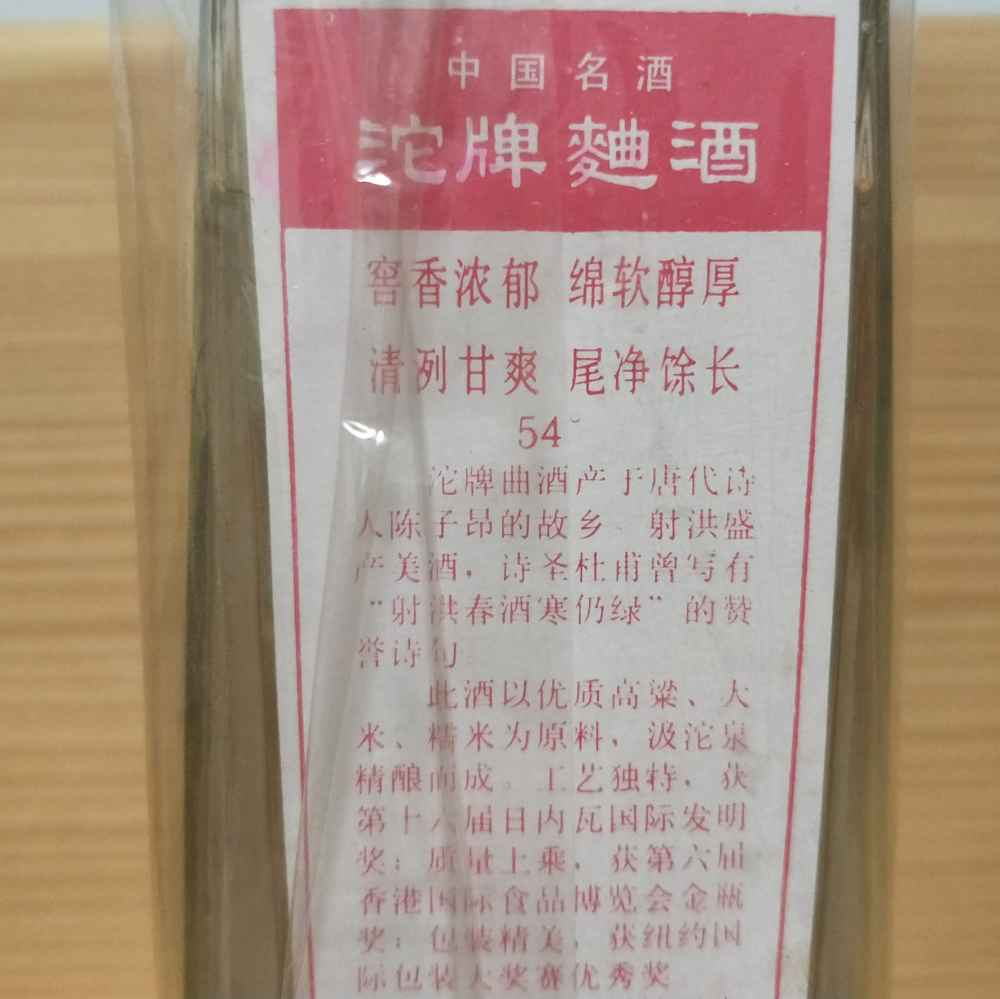 中国名酒
沱牌麯酒
窖香浓郁 绵软醇厚
清列甘爽 尾净馀长
54°
沱牌曲酒产于唐代诗
人陈子昂的故乡。射洪盛
产美酒，诗圣杜甫曾写有
“射洪春酒寒仍绿”的赞
誉诗句。
此酒以优质高粱、大
米、糯米为原料，汲沱泉
精酿而成。工艺独特，获
第十六届日内瓦国际发明
奖；质量上乘，获第六届
香港国际食品博览会金瓶
奖；包装精美，获纽约国
际包装大奖赛优秀奖